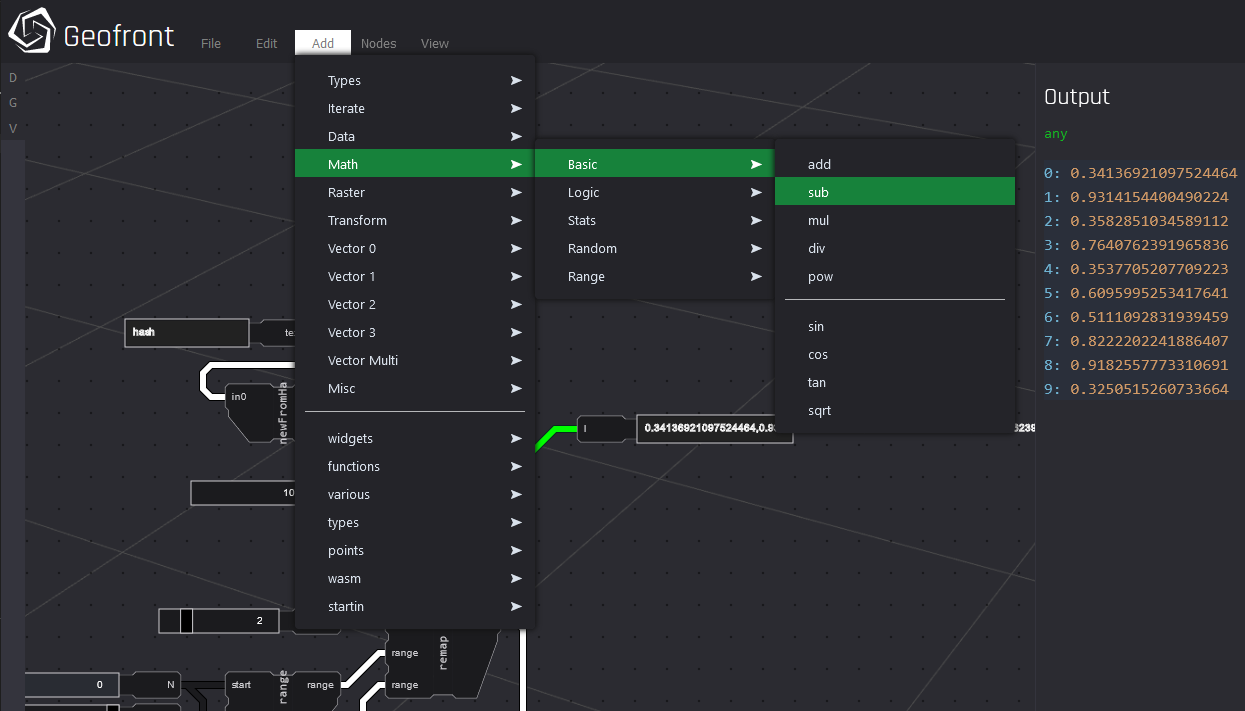 Geofront
File Edit Add Nodes View
D
G
V
Types
Iterate
Data
Math
Raster
Transform
Vector 0
Vector 1
Vector 2
Vector 3
Vector Multi
Misc
widgets
functions
various
types
points
wasm
startin
Basic
Logic
Stats
Random
Range
add
sub
mul
div
pow
sin
cos
tan
sqrt
hash
in0
newFromHa
10
I
0.34136921097524464,0.9
2
0
N
start
range
range
range
range
remap
Output
any
0: 0.34136921097524464
1: 0.9314154400490224
2: 0.3582851034589112
3: 0.7640762391965836
4: 0.3537705207709223
5: 0.6095995253417641
6: 0.5111092831939459
7: 0.8222202241886407
8: 0.9182557773310691
9: 0.3250515260733664